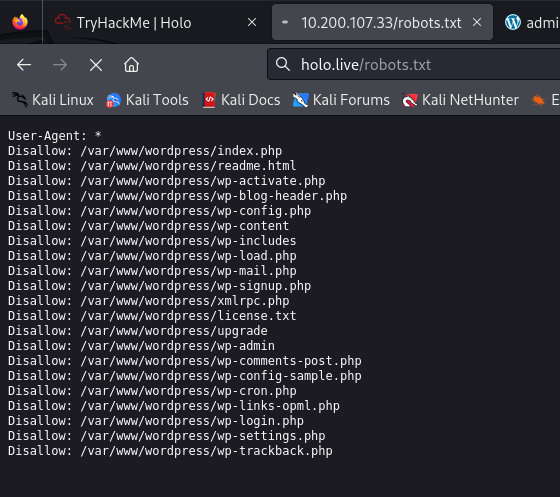 TryHackMe | Holo
10.200.107.33/robots.txt
admi
holo.live/robots.txt
Kali Linux
Kali Tools
Kali Docs
Kali Forums
Kali NetHunter
E
User-Agent: *
Disallow: /var/www/wordpress/index.php
Disallow: /var/www/wordpress/readme.html
Disallow: /var/www/wordpress/wp-activate.php
Disallow: /var/www/wordpress/wp-blog-header.php
Disallow: /var/www/wordpress/wp-config.php
Disallow: /var/www/wordpress/wp-content
Disallow: /var/www/wordpress/wp-includes
Disallow: /var/www/wordpress/wp-load.php
Disallow: /var/www/wordpress/wp-mail.php
Disallow: /var/www/wordpress/wp-signup.php
Disallow: /var/www/wordpress/xmlrpc.php
Disallow: /var/www/wordpress/license.txt
Disallow: /var/www/wordpress/upgrade
Disallow: /var/www/wordpress/wp-admin
Disallow: /var/www/wordpress/wp-comments-post.php
Disallow: /var/www/wordpress/wp-config-sample.php
Disallow: /var/www/wordpress/wp-cron.php
Disallow: /var/www/wordpress/wp-links-opml.php
Disallow: /var/www/wordpress/wp-login.php
Disallow: /var/www/wordpress/wp-settings.php
Disallow: /var/www/wordpress/wp-trackback.php